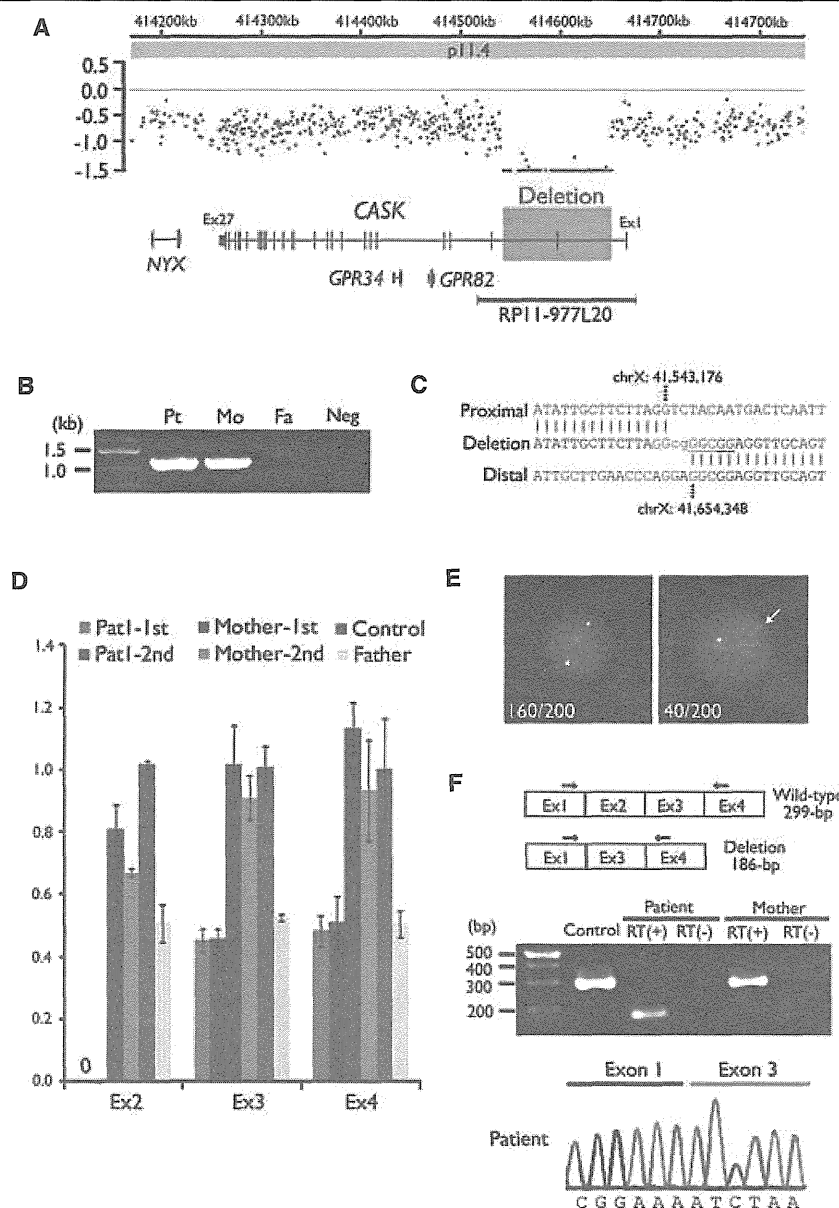 A
414200kb 414300kb 414400kb 414500kb 414600kb 414700kb 414700kb
p11.4
0.5
0.0
-0.5
-1.0
-1.5
Deletion
CASK
Ex27
Ex1
NYX
GPR34
GPR82
RP11-977L20
B
(kb)
Pt Mo Fa Neg
1.5
1.0
C
chrX: 41,543,176
Proximal ATATTGCTTCTTAGGTCTACAATGACTCAATT
Deletion ATATTGCTTCTTAGGcgGGCGGAGGTTGCAGT
Distal ATTGCTTGAACCCAGGAGGCGGAGGTTGCAGT
chrX: 41,654,348
D
Pat1-1st Mother-1st Control
Pat1-2nd Mother-2nd Father
1.4
1.2
1.0
0.8
0.6
0.4
0.2
0.0
0
Ex2 Ex3 Ex4
E
160/200
40/200
F
Ex1 Ex2 Ex3 Ex4
Wild-type
299-bp
Ex1 Ex3 Ex4
Deletion
186-bp
Patient Mother
(bp) Control RT(+) RT(-) RT(+) RT(-)
500
400
300
200
Exon 1 Exon 3
Patient
C G G A A A A T C T A A